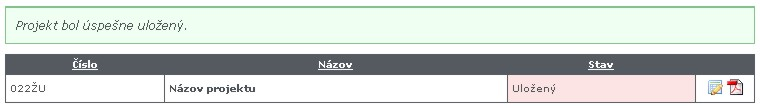 Projekt bol úspešne uložený.
Číslo Názov Stav
022ŽU Názov projektu Uložený